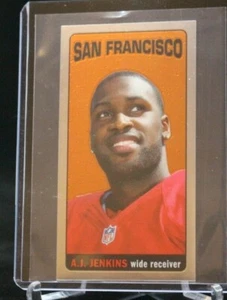 SAN FRANCISCO
A.J. JENKINS wide receiver